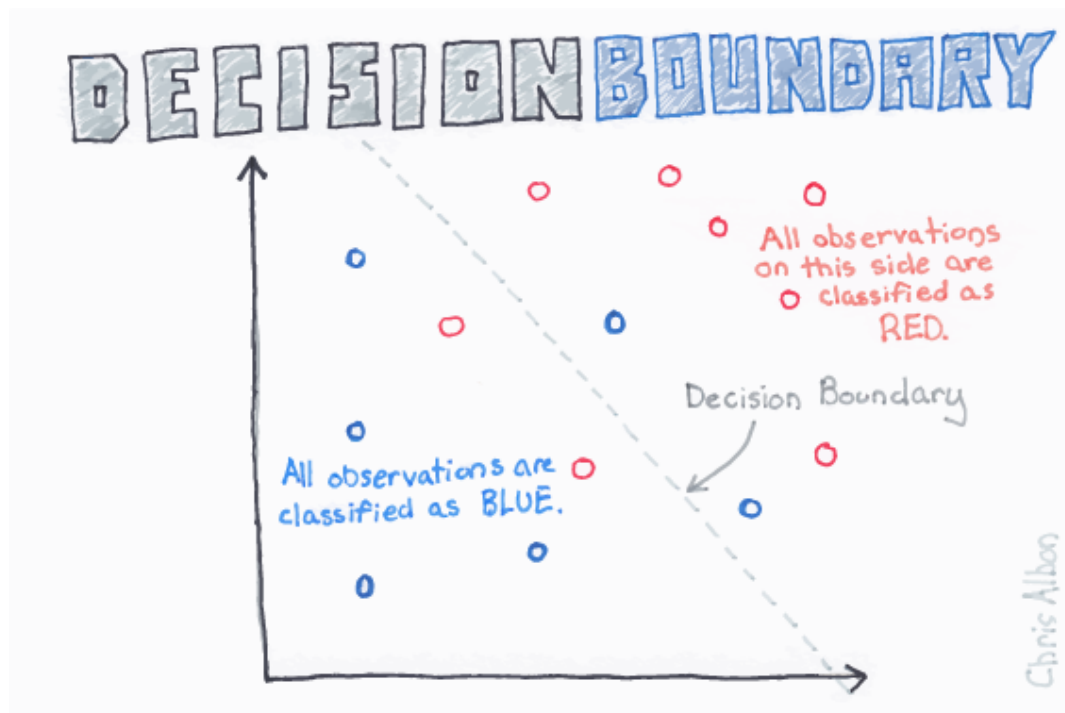 DECISION BOUNDARY
All observations
on this side are
classified as
RED.
Decision Boundary
All observations are
classified as BLUE.
Chris Albon